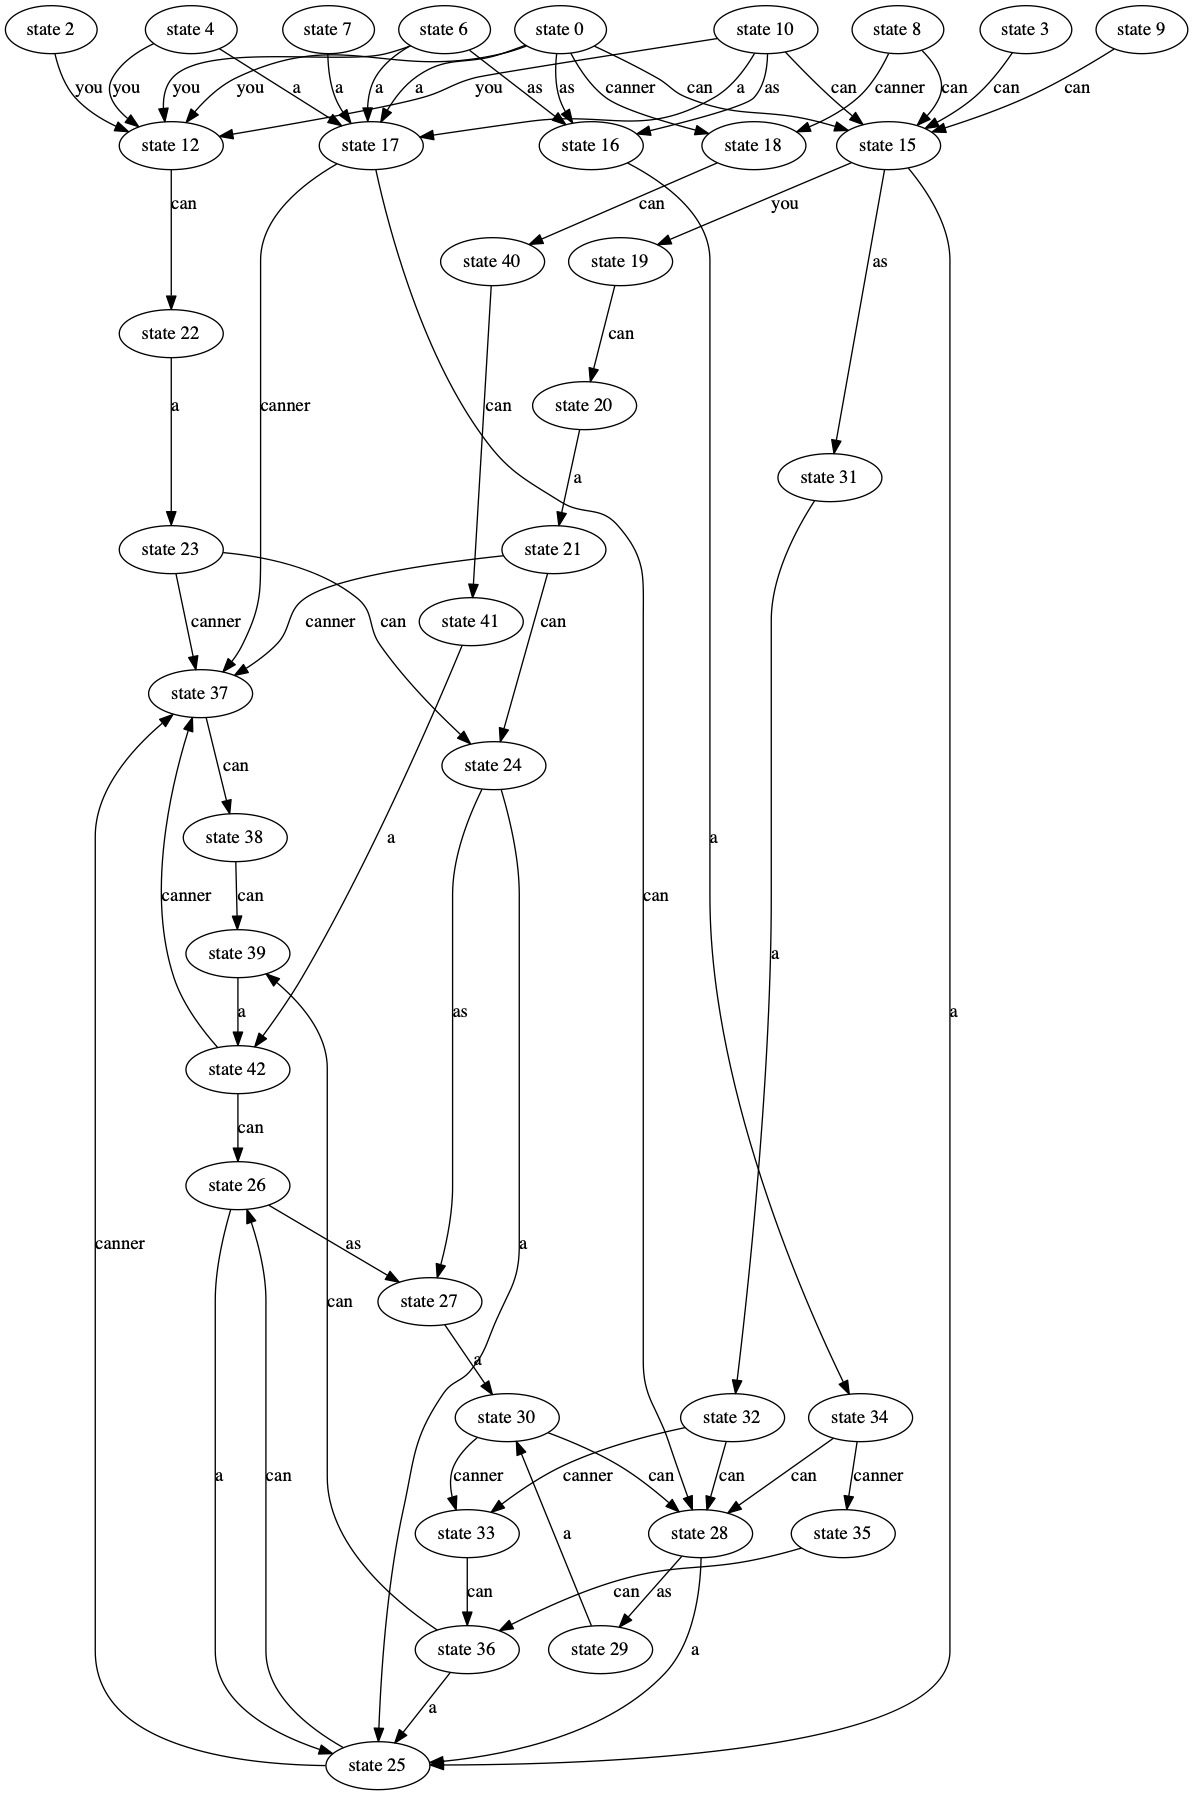 state 2 state 4 state 7 state 6 state 0 state 10 state 8 state 3 state 9
you you you you a a a as as canner can you a as can canner can can can
state 12 state 17 state 16 state 18 state 15
can can you
state 40 state 19 as
state 22 can
a canner can state 20
a state 31
state 23 state 21
canner canner can state 41 can
state 37
can state 24
state 38 a a
canner can can
state 39 a
a as a a
state 42
can
state 26
canner as a
can state 27
a
state 30 state 32 state 34
a can canner canner can can can canner
state 33 a state 28 state 35
can can as
state 36 state 29 a
a
state 25